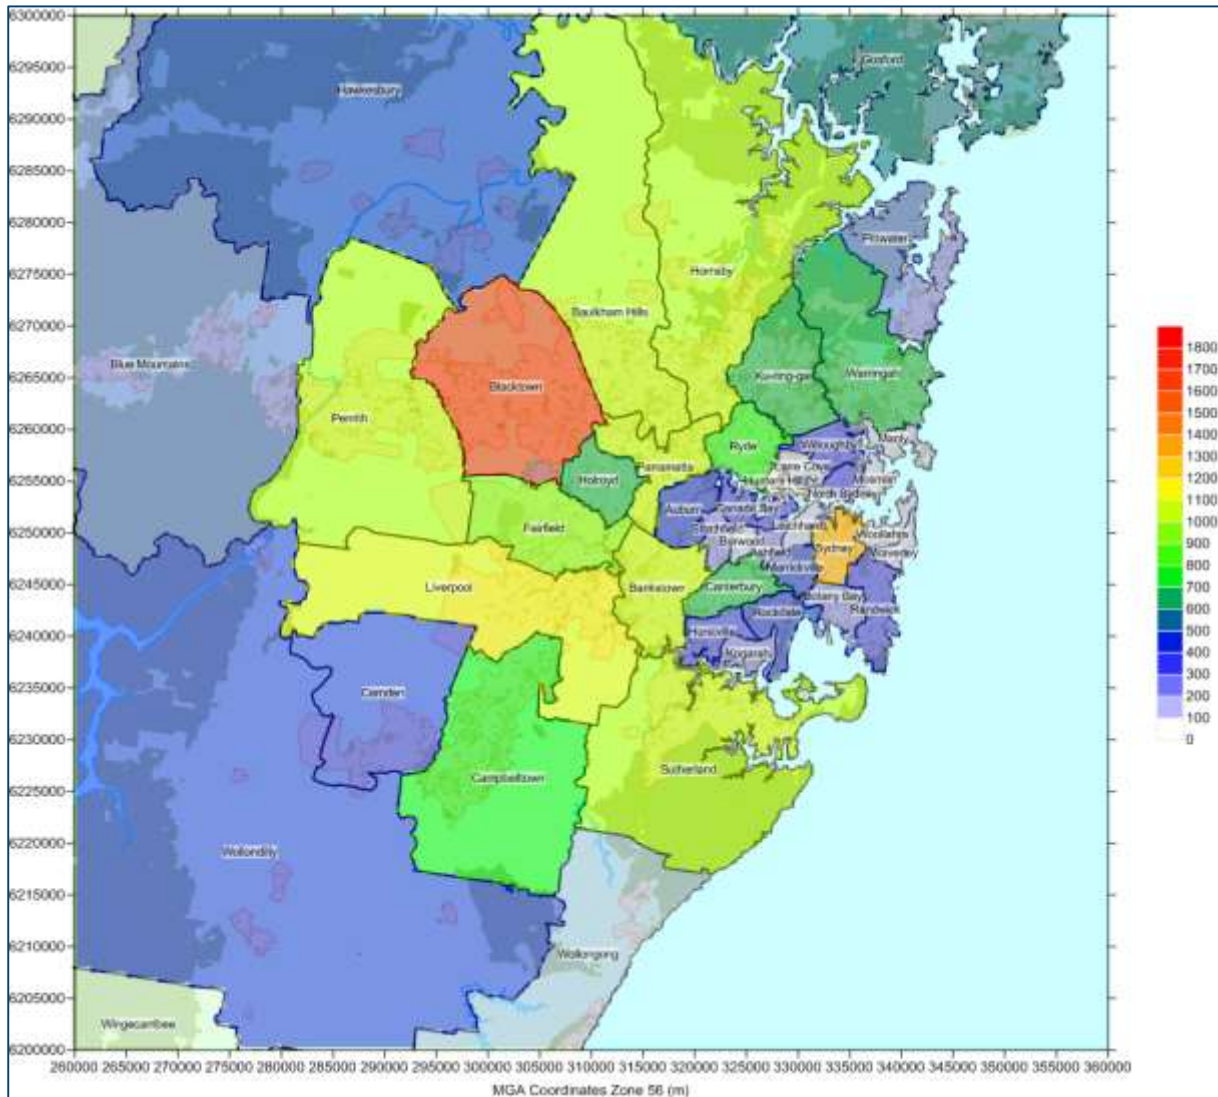 6300000
6295000
6290000
6285000
6280000
6275000
6270000
6265000
6260000
6255000
6250000
6245000
6240000
6235000
6230000
6225000
6220000
6215000
6210000
6205000
6200000
260000 265000 270000 275000 280000 285000 290000 295000 300000 305000 310000 315000 320000 325000 330000 335000 340000 345000 350000 355000 360000
MGA Coordinates Zone 56 (m)
Gosford
Hawkesbury
Pittwater
Hornsby
Baulkham Hills
Blue Mountains
Blacktown
Ku-ring-gai
Warringah
Penrith
Ryde
Willoughby
Manly
Parramatta
Lane Cove
Holroyd
Hunters Hill
Mosman
North Sydney
Auburn
Canada Bay
Fairfield
Strathfield
Leichhardt
Woollahra
Burwood
Sydney
Ashfield
Waverley
Marrickville
Liverpool
Bankstown
Canterbury
Botany Bay
Rockdale
Randwick
Hurstville
Kogarah
Camden
Campbelltown
Sutherland
Wollondilly
Wollongong
Wingecarribee
1800
1700
1600
1500
1400
1300
1200
1100
1000
900
800
700
600
500
400
300
200
100
0